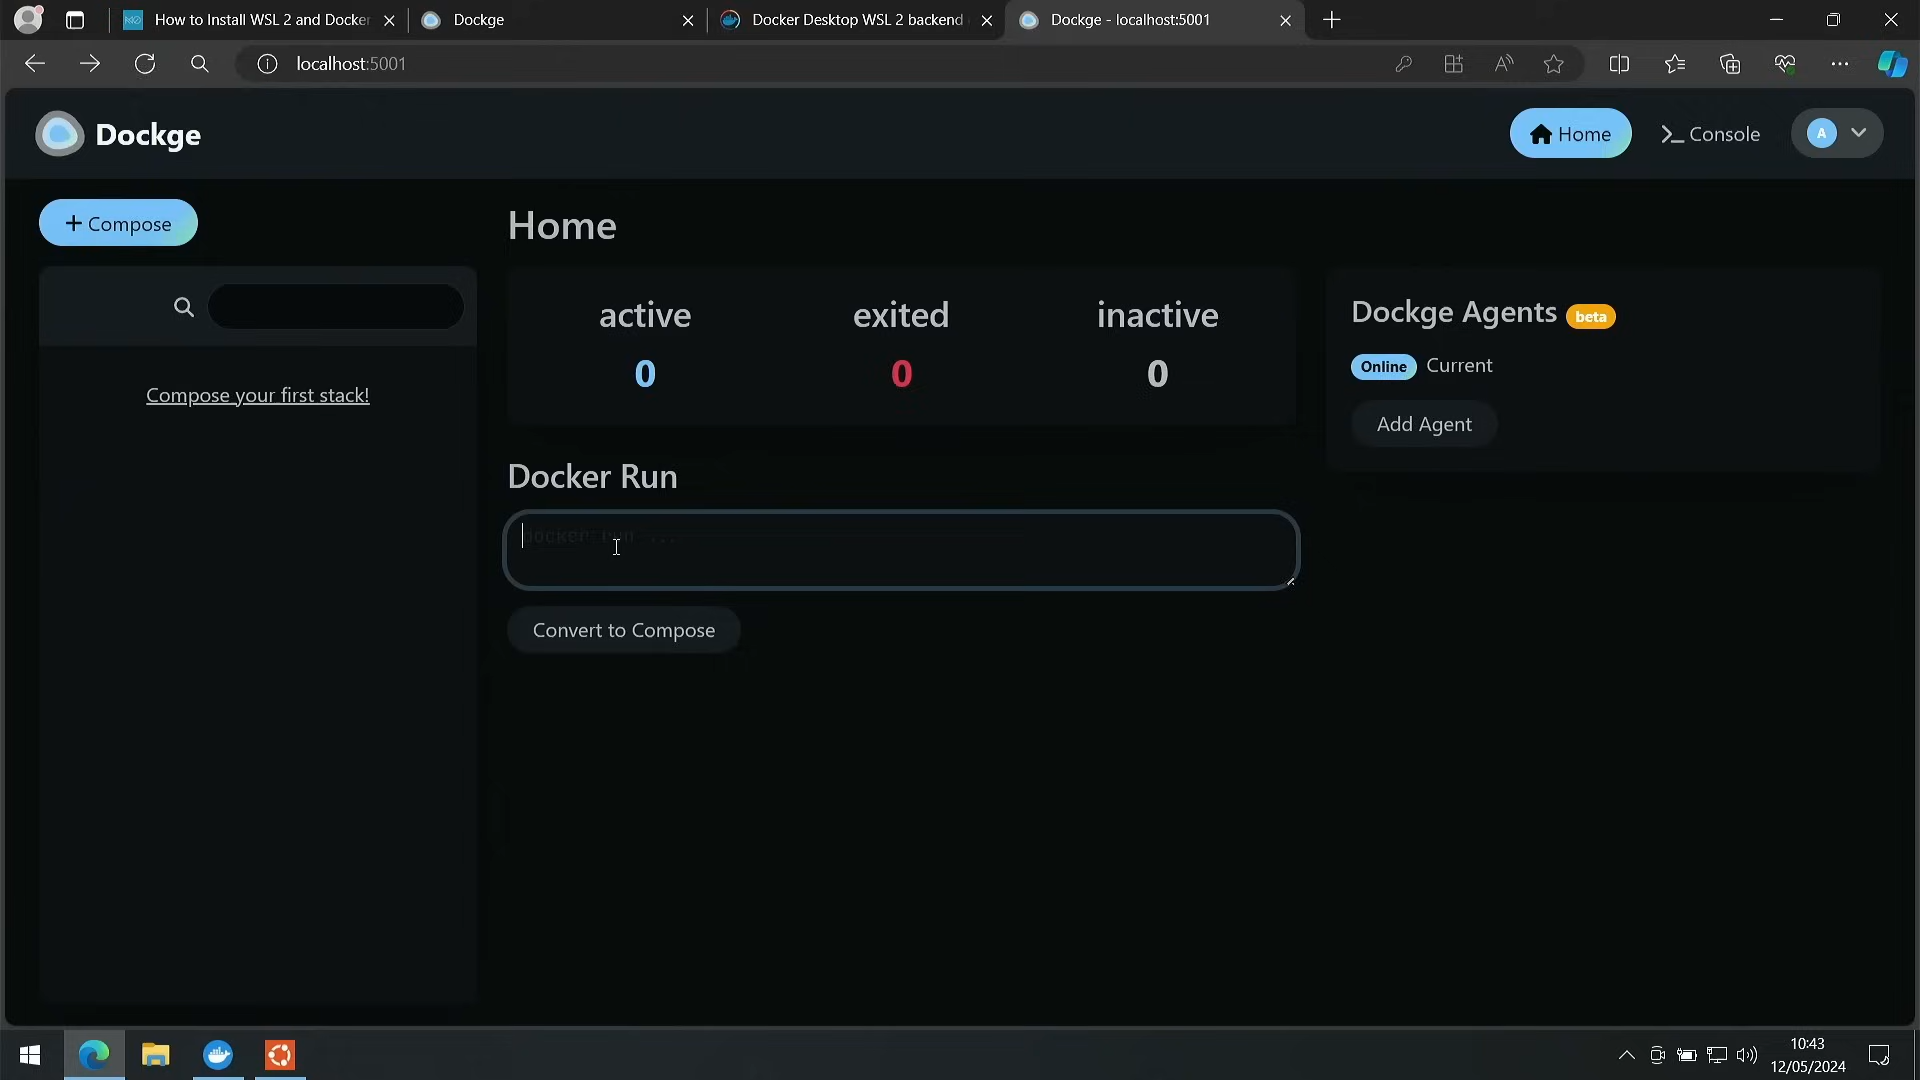 How to Install WSL 2 and Docker
Dockge
Docker Desktop WSL 2 backend
Dockge - localhost:5001
localhost:5001
Dockge
Home
Console
A
+ Compose
Home
active
exited
inactive
0
0
0
Dockge Agents beta
Online Current
Add Agent
Compose your first stack!
Docker Run
docker run ...
Convert to Compose
10:43
12/05/2024